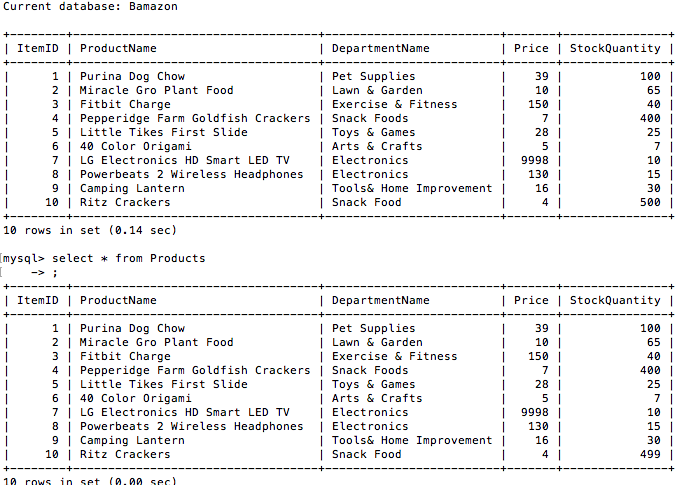 Current database: Bamazon
+--------+----------------------------------+-------------------------+-------+---------------+
| ItemID | ProductName                      | DepartmentName          | Price | StockQuantity |
+--------+----------------------------------+-------------------------+-------+---------------+
|      1 | Purina Dog Chow                  | Pet Supplies            |    39 |           100 |
|      2 | Miracle Gro Plant Food           | Lawn & Garden           |    10 |            65 |
|      3 | Fitbit Charge                    | Exercise & Fitness      |   150 |            40 |
|      4 | Pepperidge Farm Goldfish Crackers | Snack Foods             |     7 |           400 |
|      5 | Little Tikes First Slide         | Toys & Games            |    28 |            25 |
|      6 | 40 Color Origami                 | Arts & Crafts           |     5 |             7 |
|      7 | LG Electronics HD Smart LED TV   | Electronics             |  9998 |            10 |
|      8 | Powerbeats 2 Wireless Headphones | Electronics             |   130 |            15 |
|      9 | Camping Lantern                  | Tools& Home Improvement |    16 |            30 |
|     10 | Ritz Crackers                    | Snack Food              |     4 |           500 |
+--------+----------------------------------+-------------------------+-------+---------------+
10 rows in set (0.14 sec)
[mysql> select * from Products
[    -> ;
+--------+----------------------------------+-------------------------+-------+---------------+
| ItemID | ProductName                      | DepartmentName          | Price | StockQuantity |
+--------+----------------------------------+-------------------------+-------+---------------+
|      1 | Purina Dog Chow                  | Pet Supplies            |    39 |           100 |
|      2 | Miracle Gro Plant Food           | Lawn & Garden           |    10 |            65 |
|      3 | Fitbit Charge                    | Exercise & Fitness      |   150 |            40 |
|      4 | Pepperidge Farm Goldfish Crackers | Snack Foods             |     7 |           400 |
|      5 | Little Tikes First Slide         | Toys & Games            |    28 |            25 |
|      6 | 40 Color Origami                 | Arts & Crafts           |     5 |             7 |
|      7 | LG Electronics HD Smart LED TV   | Electronics             |  9998 |            10 |
|      8 | Powerbeats 2 Wireless Headphones | Electronics             |   130 |            15 |
|      9 | Camping Lantern                  | Tools& Home Improvement |    16 |            30 |
|     10 | Ritz Crackers                    | Snack Food              |     4 |           499 |
+--------+----------------------------------+-------------------------+-------+---------------+
10 rows in set (0.00 sec)